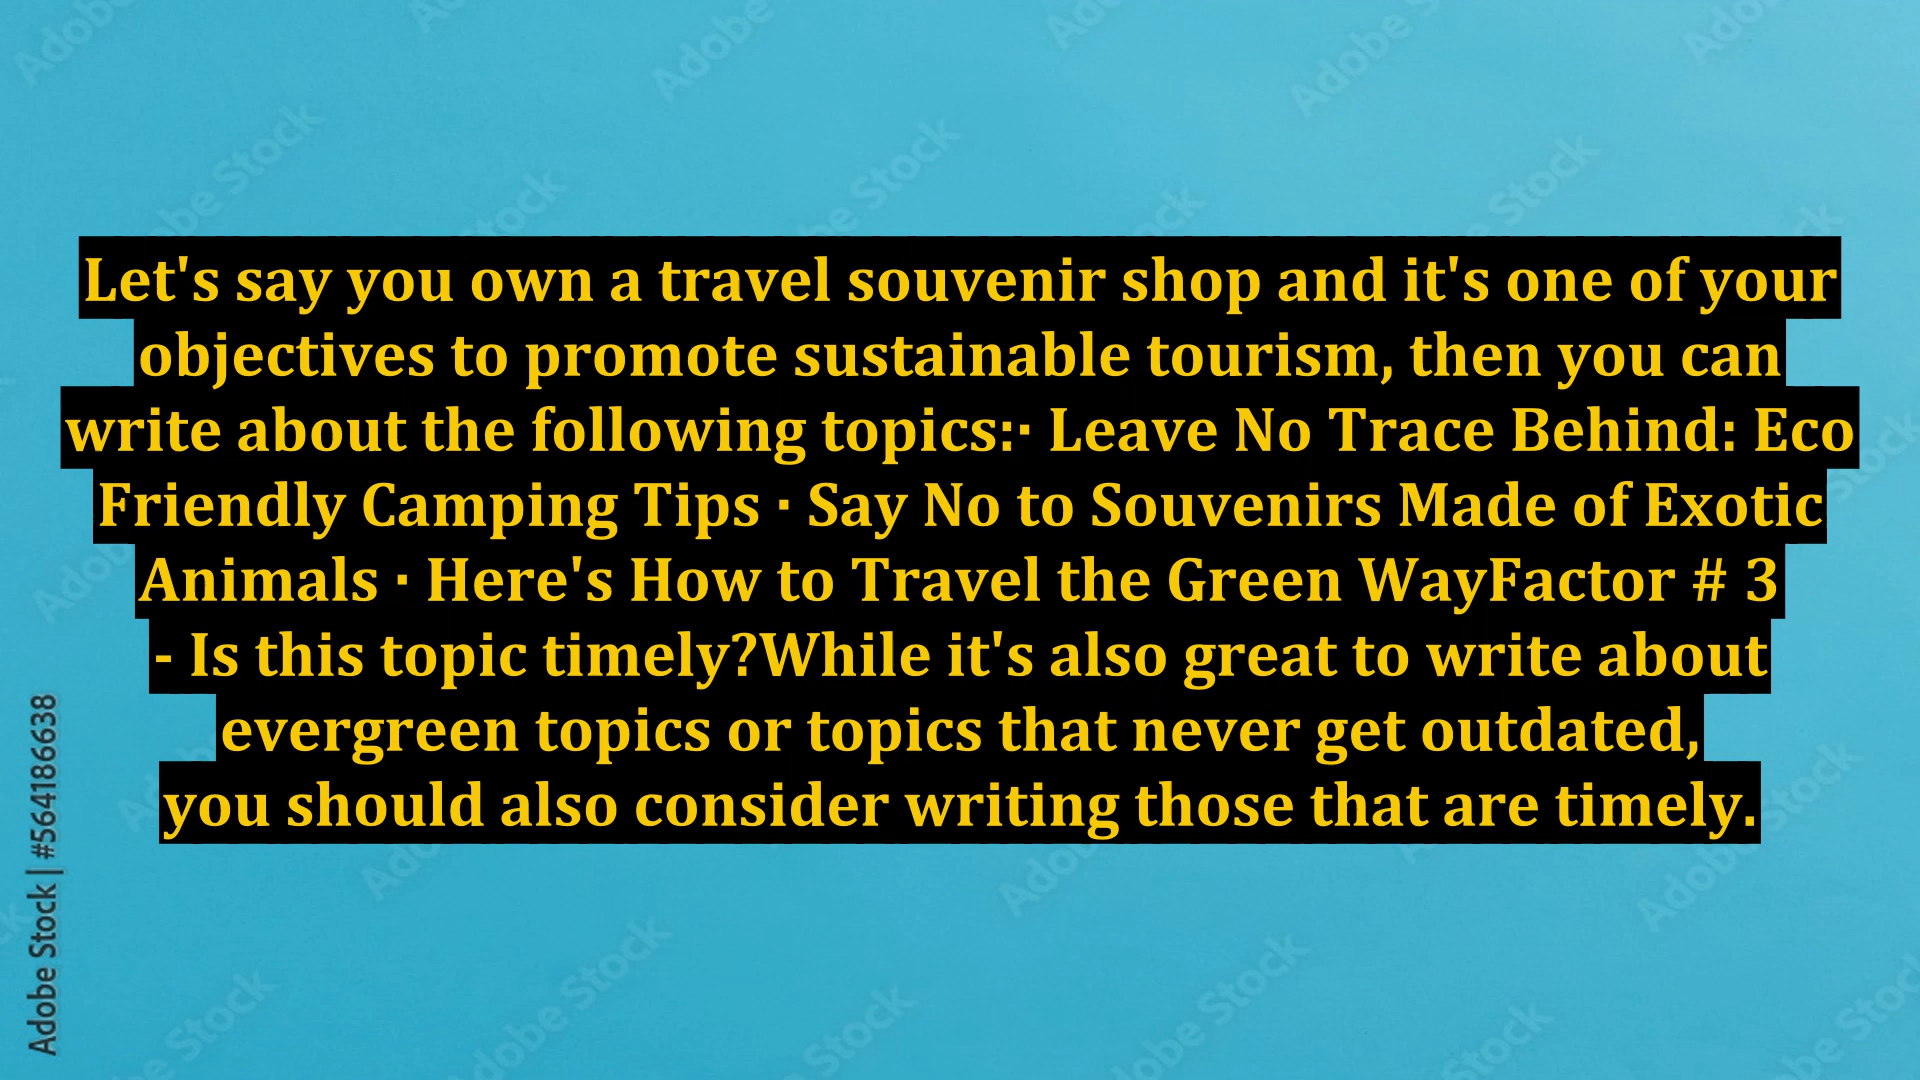 Let's say you own a travel souvenir shop and it's one of your
objectives to promote sustainable tourism, then you can
write about the following topics:· Leave No Trace Behind: Eco
Friendly Camping Tips · Say No to Souvenirs Made of Exotic
Animals · Here's How to Travel the Green WayFactor # 3
- Is this topic timely?While it's also great to write about
evergreen topics or topics that never get outdated,
you should also consider writing those that are timely.
Adobe Stock | #564186638